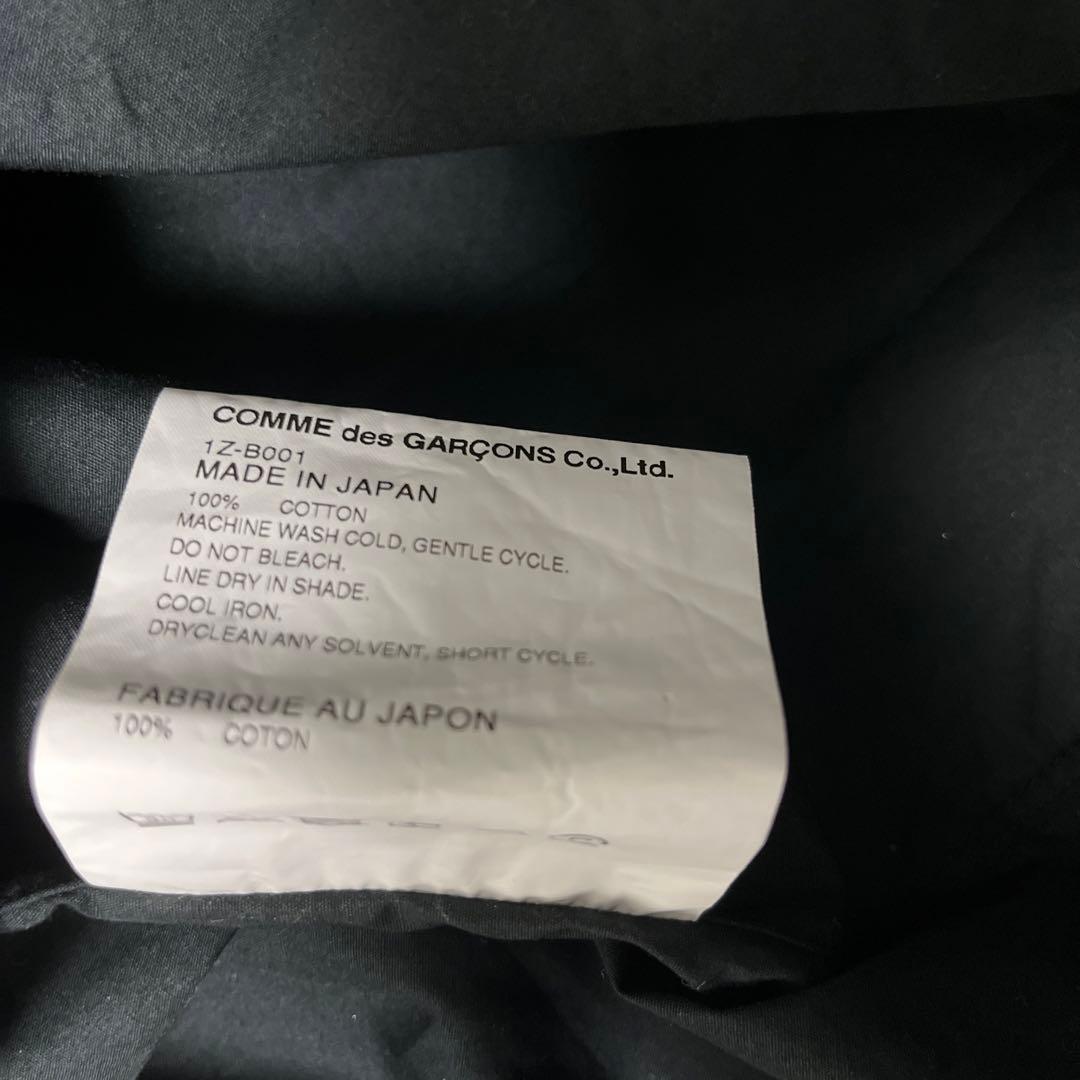 COMME des GARÇONS Co.,Ltd.
1Z-B001
MADE IN JAPAN
100% COTTON
MACHINE WASH COLD, GENTLE CYCLE.
DO NOT BLEACH.
LINE DRY IN SHADE.
COOL IRON.
DRYCLEAN ANY SOLVENT, SHORT CYCLE.
FABRIQUE AU JAPON
100% COTON